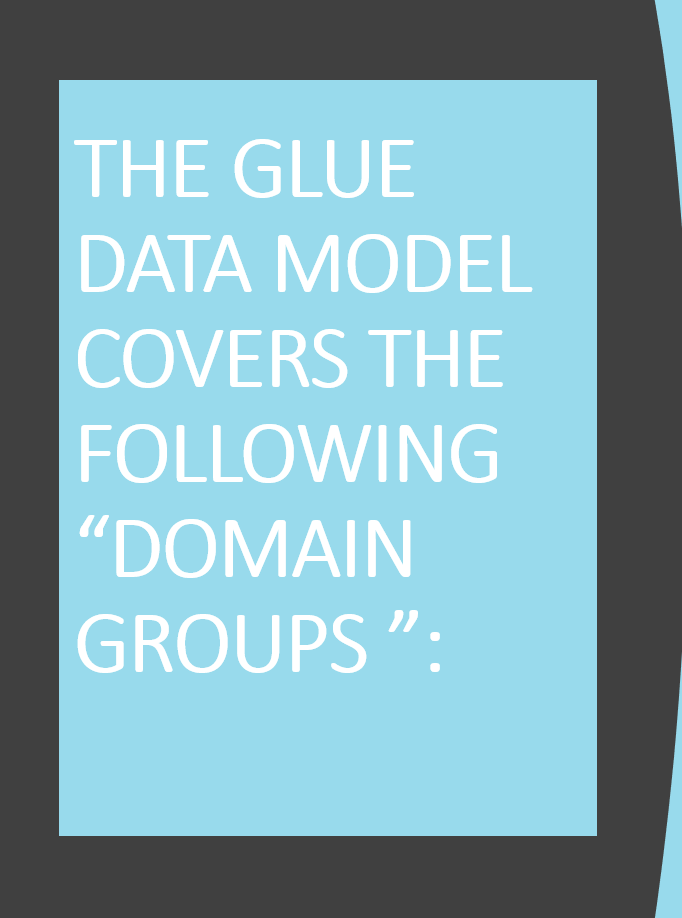 THE GLUE
DATA MODEL
COVERS THE
FOLLOWING
“DOMAIN
GROUPS ”: